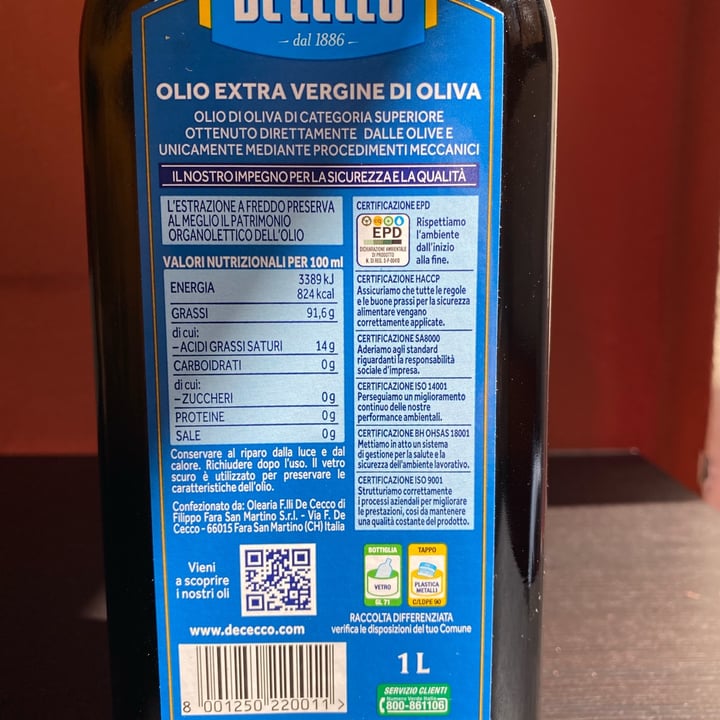 DE CECCO
- dal 1886 -
OLIO EXTRA VERGINE DI OLIVA
OLIO DI OLIVA DI CATEGORIA SUPERIORE
OTTENUTO DIRETTAMENTE DALLE OLIVE E
UNICAMENTE MEDIANTE PROCEDIMENTI MECCANICI
IL NOSTRO IMPEGNO PER LA SICUREZZA E LA QUALITÀ
L'ESTRAZIONE A FREDDO PRESERVA
AL MEGLIO IL PATRIMONIO
ORGANOLETTICO DELL'OLIO
VALORI NUTRIZIONALI PER 100 ml
ENERGIA 3389 kJ
824 kcal
GRASSI 91,6 g
di cui:
– ACIDI GRASSI SATURI 14 g
CARBOIDRATI 0 g
di cui:
– ZUCCHERI 0 g
PROTEINE 0 g
SALE 0 g
Conservare al riparo dalla luce e dal
calore. Richiudere dopo l'uso. Il vetro
scuro è utilizzato per preservare le
caratteristiche dell'olio.
Confezionato da: Olearia F.lli De Cecco di
Filippo Fara San Martino S.r.l. - Via F. De
Cecco - 66015 Fara San Martino (CH) Italia
CERTIFICAZIONE EPD
EPD
DICHIARAZIONE AMBIENTALE
DI PRODOTTO
Rispettiamo
l'ambiente
dall'inizio
alla fine.
CERTIFICAZIONE HACCP
Assicuriamo che tutte le regole
e le buone prassi per la sicurezza
alimentare vengano
correttamente applicate.
CERTIFICAZIONE SA8000
Aderiamo agli standard
riguardanti la responsabilità
sociale d'impresa.
CERTIFICAZIONE ISO 14001
Perseguiamo un miglioramento
continuo delle nostre
performance ambientali.
CERTIFICAZIONE BH OHSAS 18001
Mettiamo in atto un sistema
di gestione per la salute e la
sicurezza dell'ambiente lavorativo.
CERTIFICAZIONE ISO 9001
Strutturiamo correttamente
i processi aziendali per migliorare
le prestazioni, così da mantenere
una qualità costante del prodotto.
Vieni
a scoprire
i nostri oli
www.dececco.com
BOTTIGLIA
VETRO
GL 71
TAPPO
PLASTICA
METALLI
C/LDPE 90
RACCOLTA DIFFERENZIATA
verifica le disposizioni del tuo Comune
8 001250 220011 >
1 L
SERVIZIO CLIENTI
Numero Verde Italia
800-861106